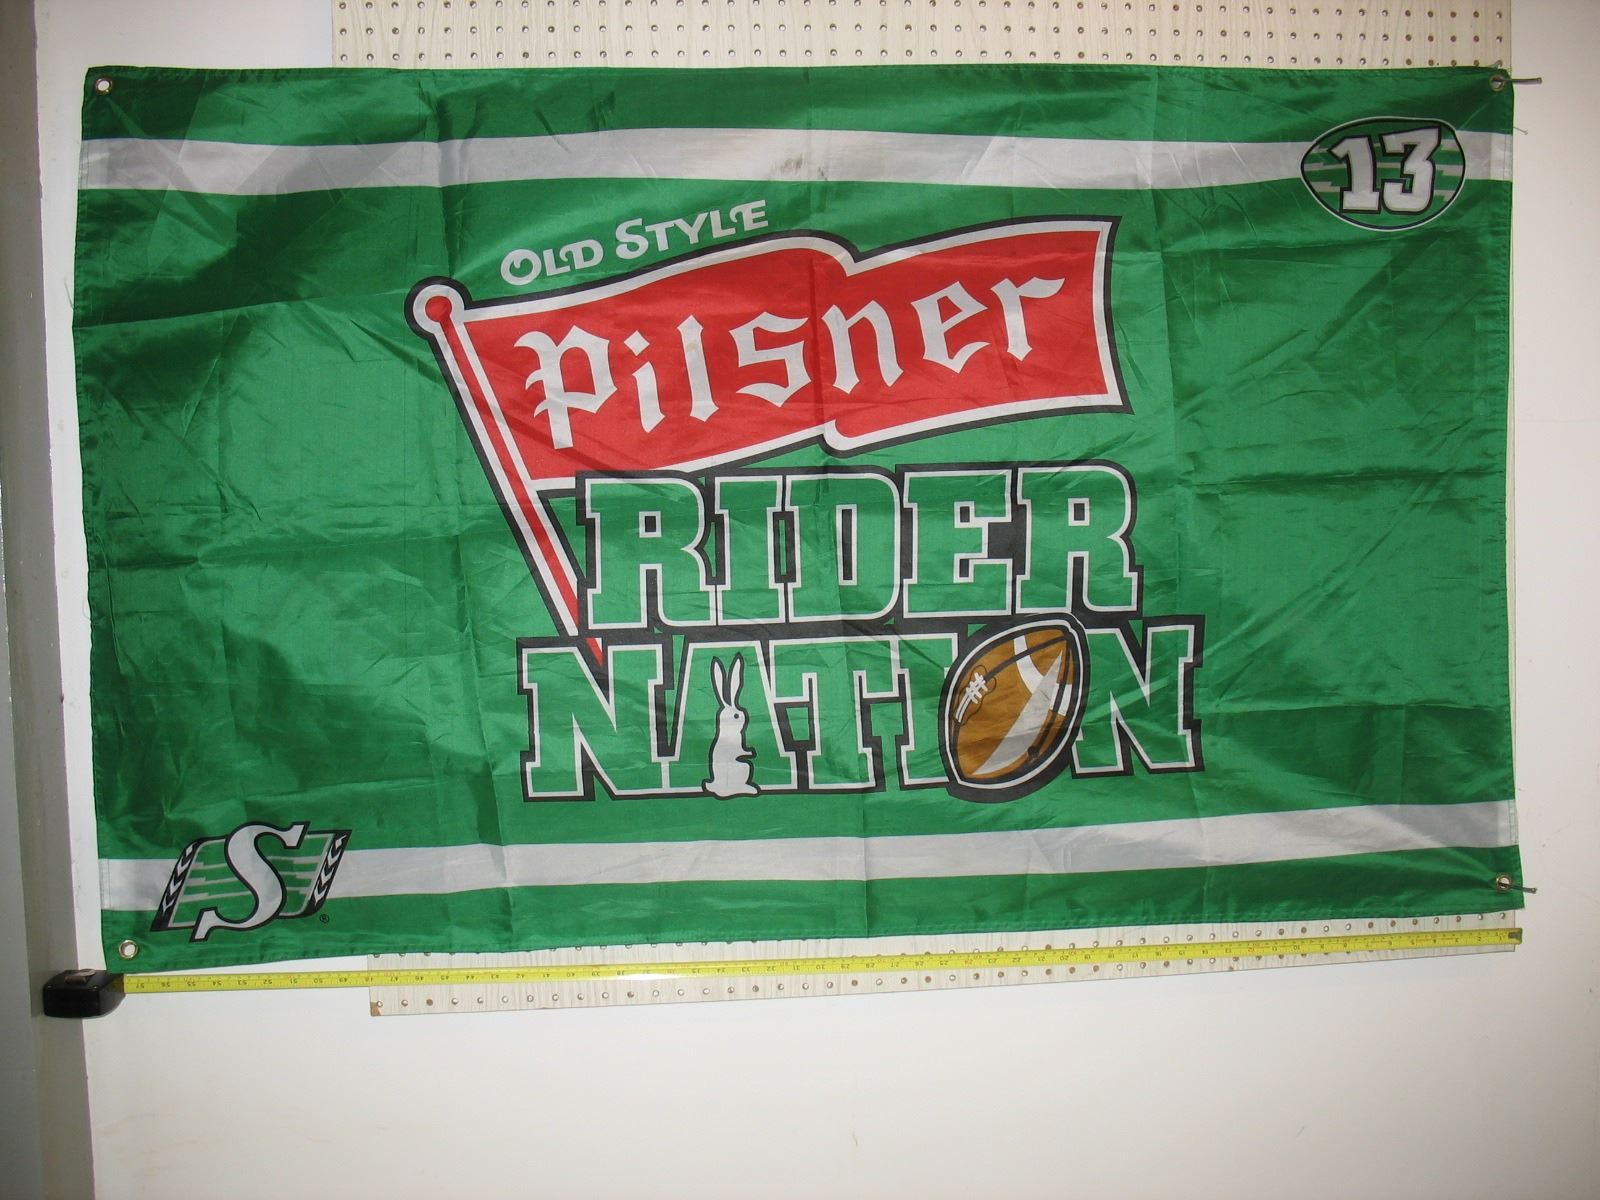 13
OLD STYLE
Pilsner
RIDER
NATION
S
®